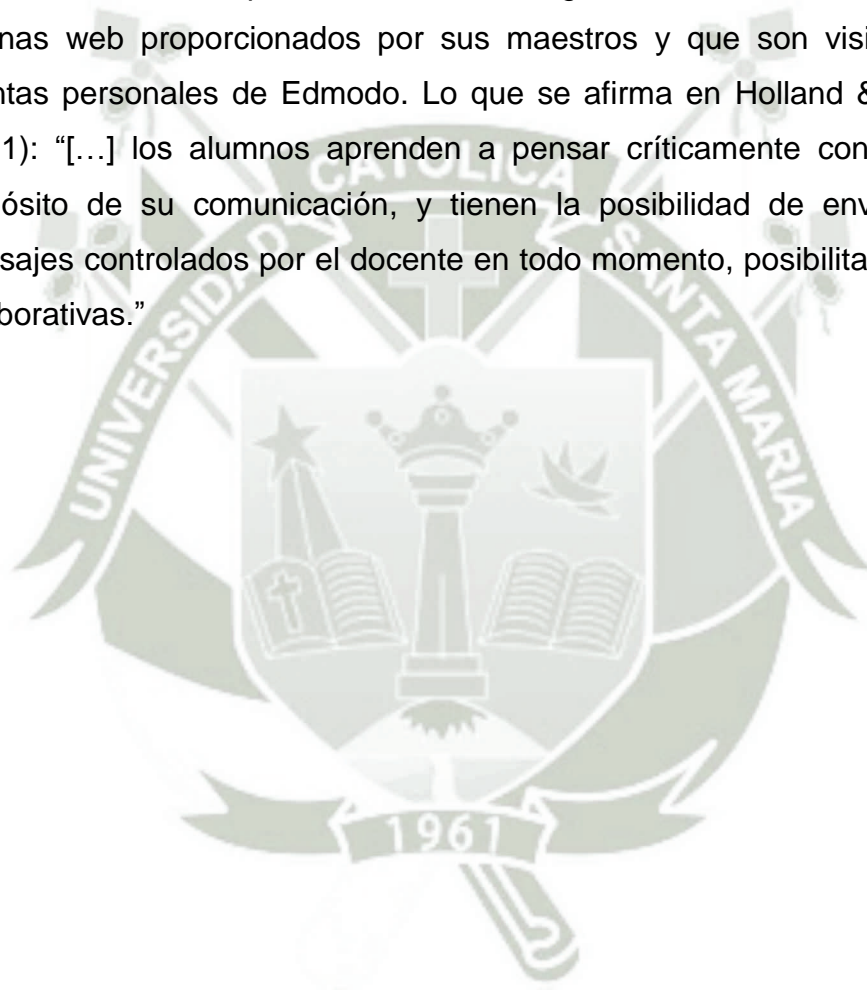 nas web proporcionados por sus maestros y que son visi
ntas personales de Edmodo. Lo que se afirma en Holland &
1): “[…] los alumnos aprenden a pensar críticamente con
ósito de su comunicación, y tienen la posibilidad de env
sajes controlados por el docente en todo momento, posibilita
borativas.”
UNIVERSIDAD CATOLICA SANTA MARIA
1961